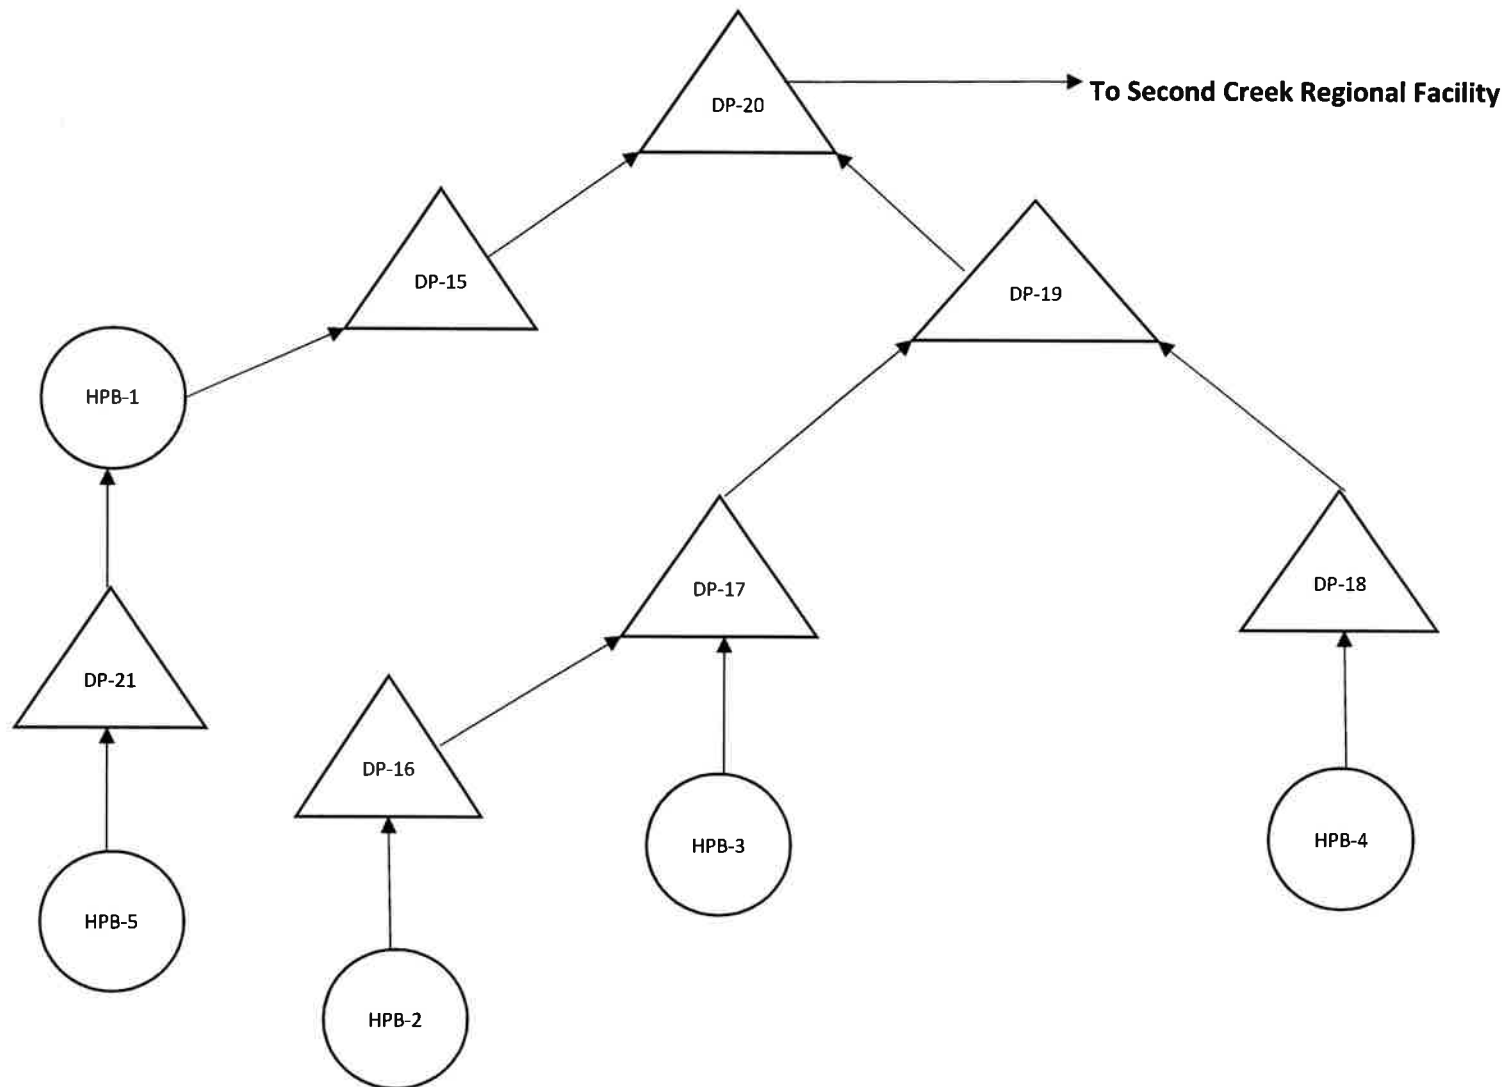 DP-20
To Second Creek Regional Facility
DP-15
DP-19
HPB-1
DP-17
DP-18
DP-21
DP-16
HPB-3
HPB-4
HPB-5
HPB-2